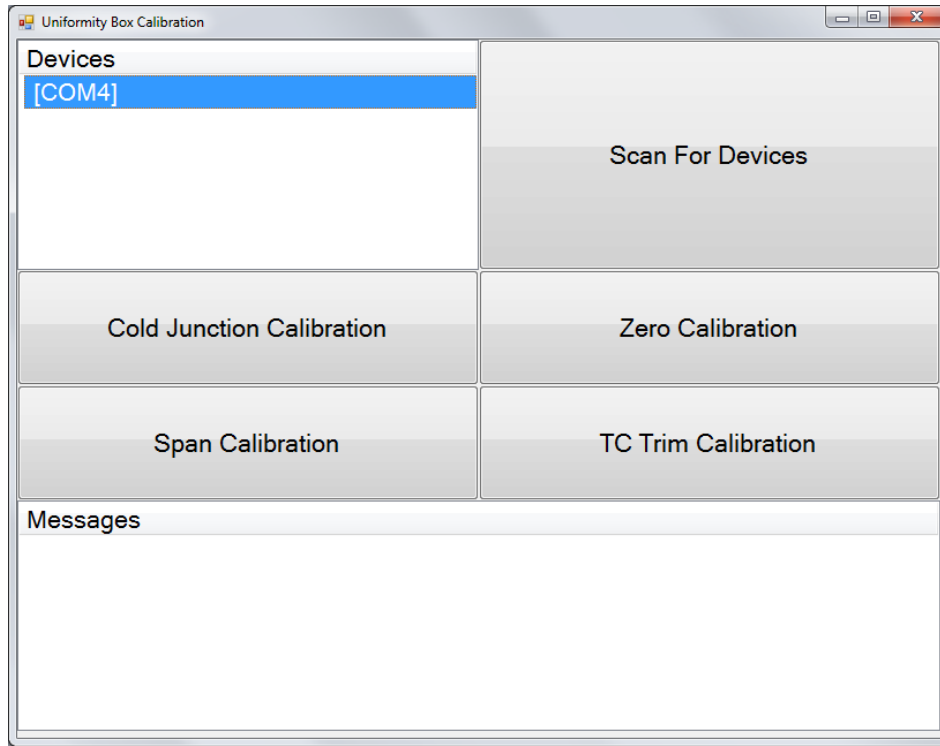 Uniformity Box Calibration
Devices
[COM4]
Scan For Devices
Cold Junction Calibration
Zero Calibration
Span Calibration
TC Trim Calibration
Messages